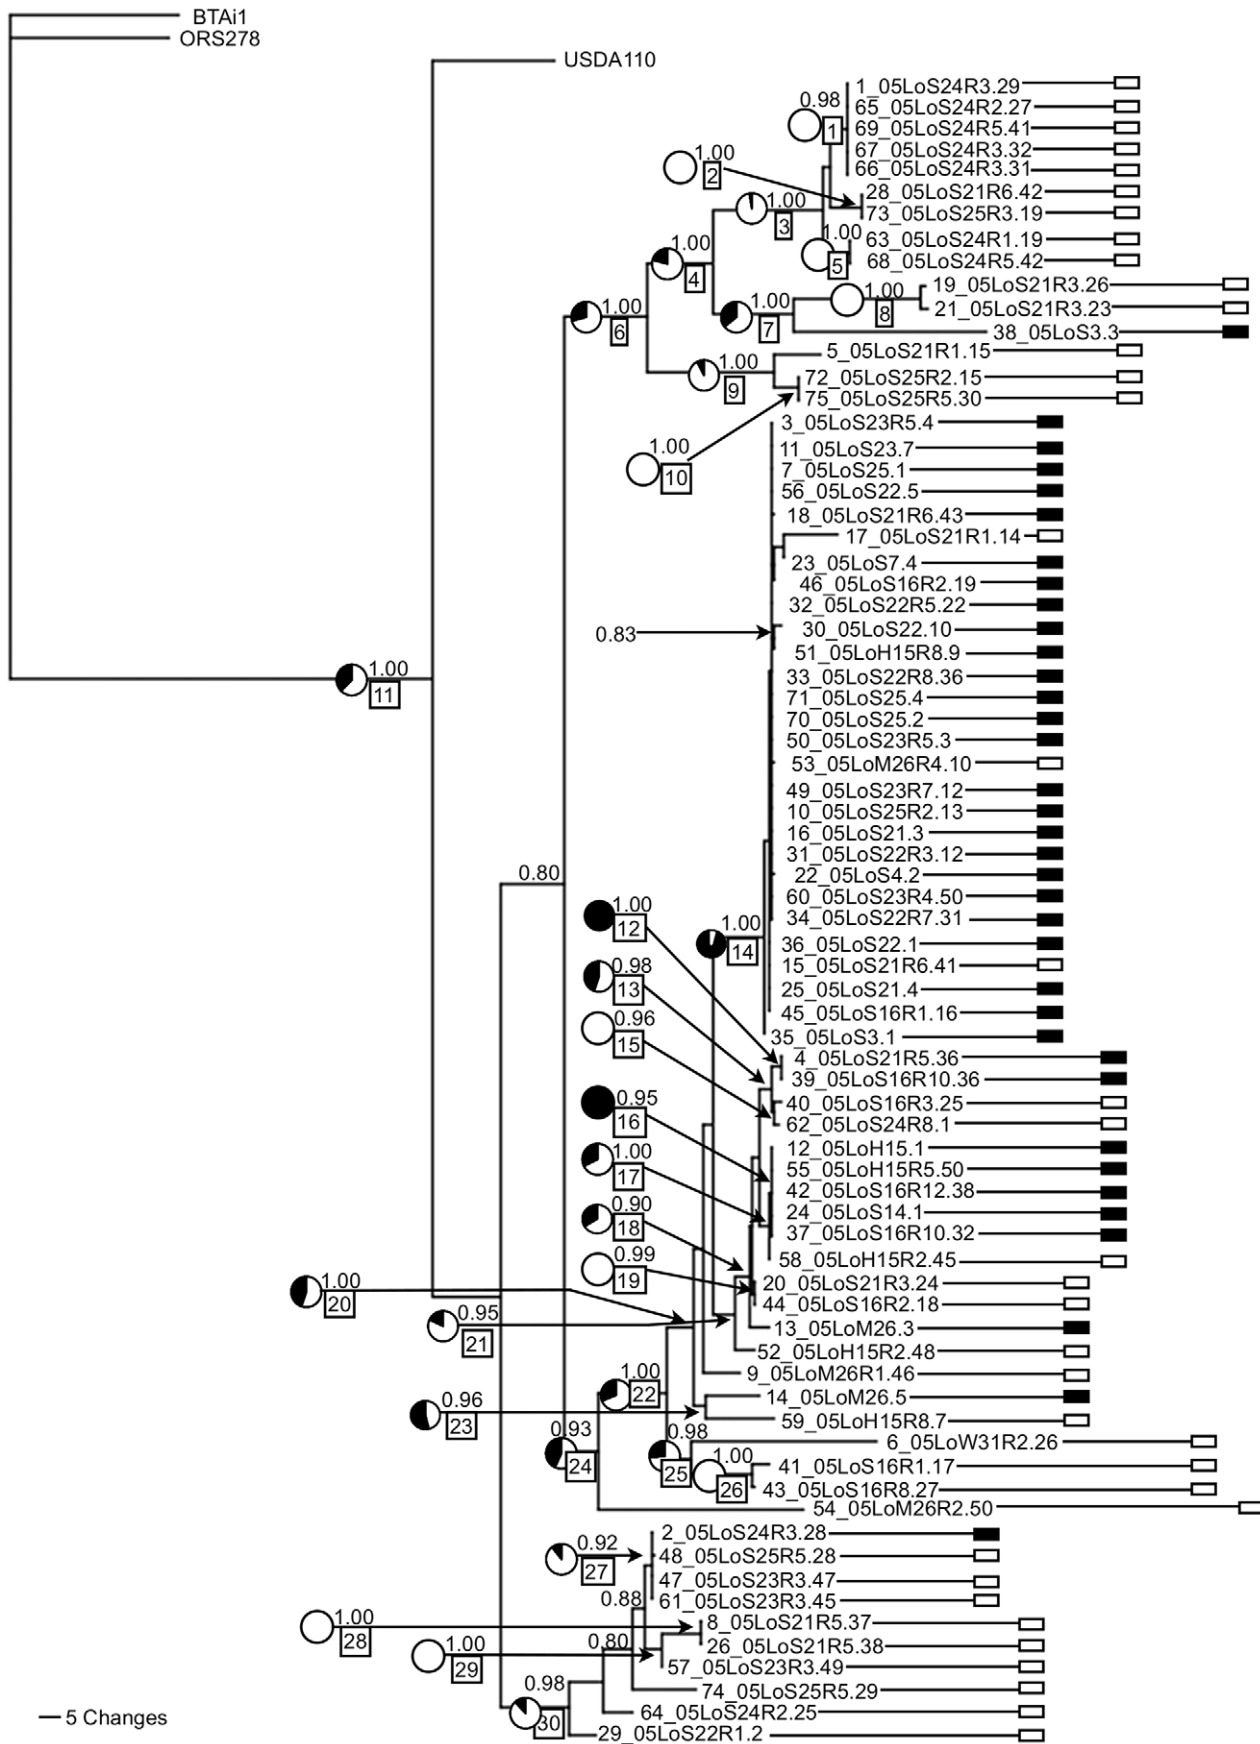 BTAi1
ORS278
USDA110
1_05LoS24R3.29
0.98
65_05LoS24R2.27
1
69_05LoS24R5.41
67_05LoS24R3.32
1.00
66_05LoS24R3.31
2
28_05LoS21R6.42
1.00
73_05LoS25R3.19
3
1.00
63_05LoS24R1.19
1.00
5
68_05LoS24R5.42
4
19_05LoS21R3.26
1.00
1.00
1.00
8
21_05LoS21R3.23
6
7
38_05LoS3.3
5_05LoS21R1.15
1.00
72_05LoS25R2.15
9
75_05LoS25R5.30
3_05LoS23R5.4
1.00
11_05LoS23.7
10
7_05LoS25.1
56_05LoS22.5
18_05LoS21R6.43
17_05LoS21R1.14
23_05LoS7.4
46_05LoS16R2.19
32_05LoS22R5.22
0.83
30_05LoS22.10
51_05LoH15R8.9
1.00
33_05LoS22R8.36
11
71_05LoS25.4
70_05LoS25.2
50_05LoS23R5.3
53_05LoM26R4.10
49_05LoS23R7.12
10_05LoS25R2.13
16_05LoS21.3
31_05LoS22R3.12
0.80
22_05LoS4.2
60_05LoS23R4.50
1.00
34_05LoS22R7.31
12
1.00
36_05LoS22.1
14
0.98
15_05LoS21R6.41
13
25_05LoS21.4
0.96
45_05LoS16R1.16
15
35_05LoS3.1
4_05LoS21R5.36
39_05LoS16R10.36
0.95
40_05LoS16R3.25
16
62_05LoS24R8.1
1.00
12_05LoH15.1
17
55_05LoH15R5.50
42_05LoS16R12.38
0.90
24_05LoS14.1
18
37_05LoS16R10.32
0.99
58_05LoH15R2.45
19
1.00
20_05LoS21R3.24
20
44_05LoS16R2.18
0.95
13_05LoM26.3
21
52_05LoH15R2.48
1.00
9_05LoM26R1.46
22
0.96
14_05LoM26.5
23
59_05LoH15R8.7
0.93
0.98
6_05LoW31R2.26
24
25
1.00
41_05LoS16R1.17
26
43_05LoS16R8.27
54_05LoM26R2.50
2_05LoS24R3.28
0.92
48_05LoS25R5.28
27
47_05LoS23R3.47
0.88
61_05LoS23R3.45
1.00
8_05LoS21R5.37
28
0.80
26_05LoS21R5.38
1.00
29
57_05LoS23R3.49
0.98
74_05LoS25R5.29
64_05LoS24R2.25
5 Changes
30
29_05LoS22R1.2